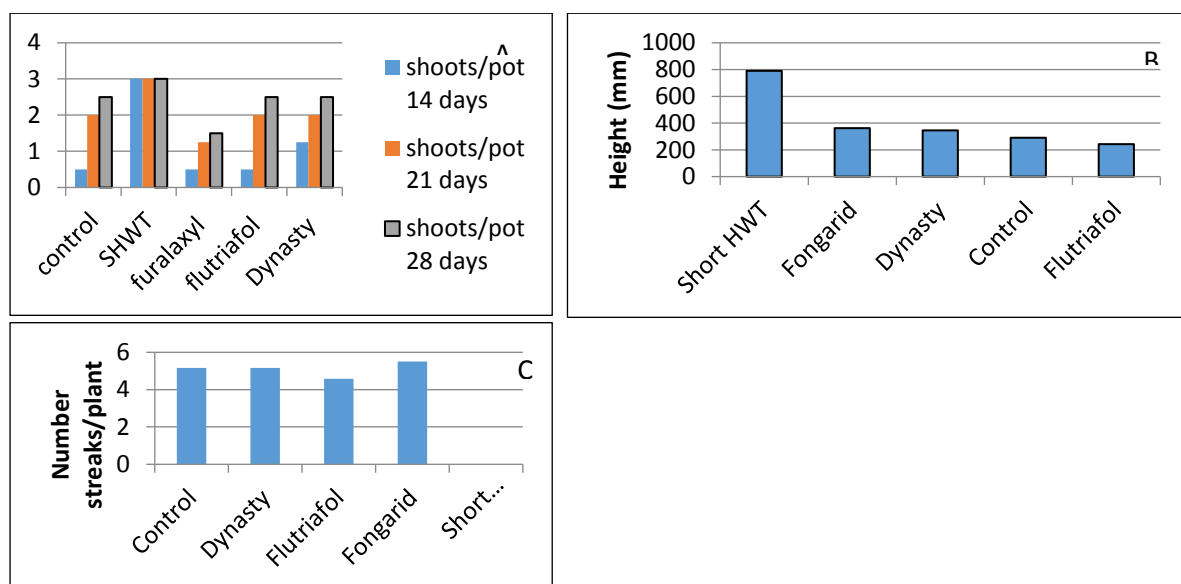 4
3
2
1
0
control
SHWT
furalaxyl
flutriafol
Dynasty
A
shoots/pot
14 days
shoots/pot
21 days
shoots/pot
28 days
Height (mm)
1000
800
600
400
200
0
Short HWT
Fongarid
Dynasty
Control
Flutriafol
B
Number
streaks/plant
6
4
2
0
Control
Dynasty
Flutriafol
Fongarid
Short...
C